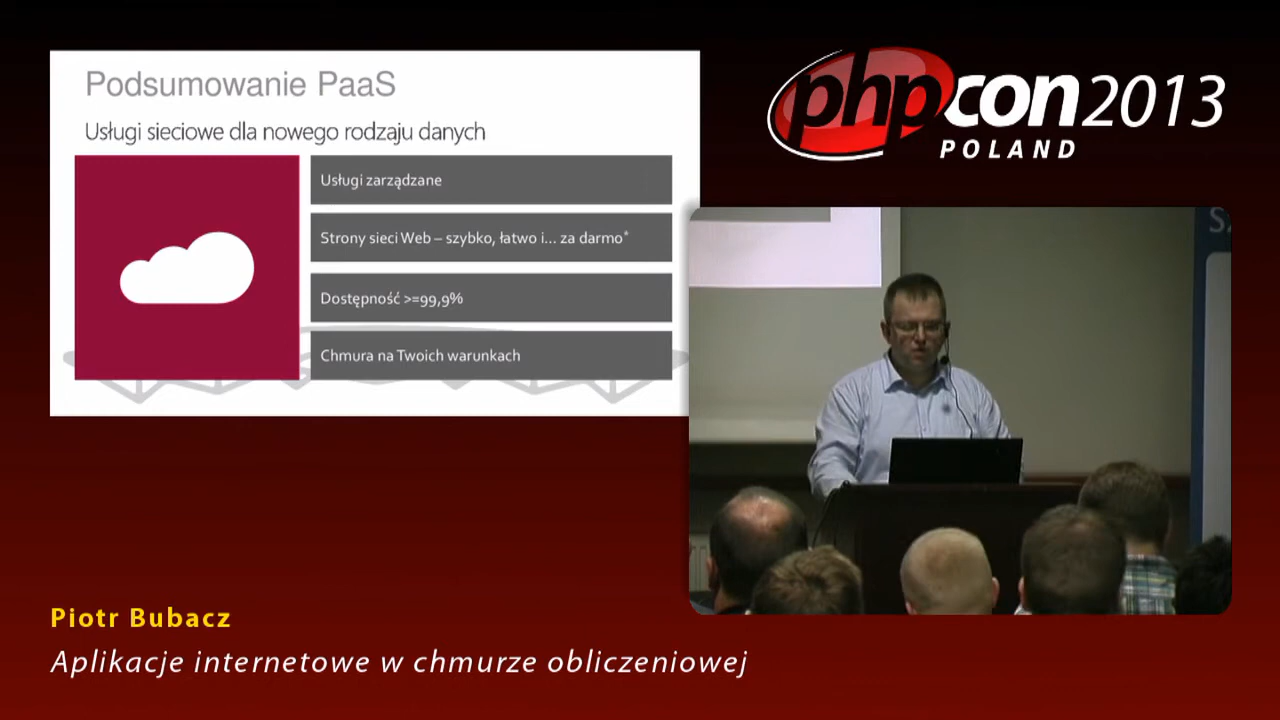 Podsumowanie PaaS
Usługi sieciowe dla nowego rodzaju danych
Usługi zarządzane
Strony sieci Web – szybko, łatwo i... za darmo*
Dostępność >=99,9%
Chmura na Twoich warunkach
phpcon2013
POLAND
Piotr Bubacz
Aplikacje internetowe w chmurze obliczeniowej